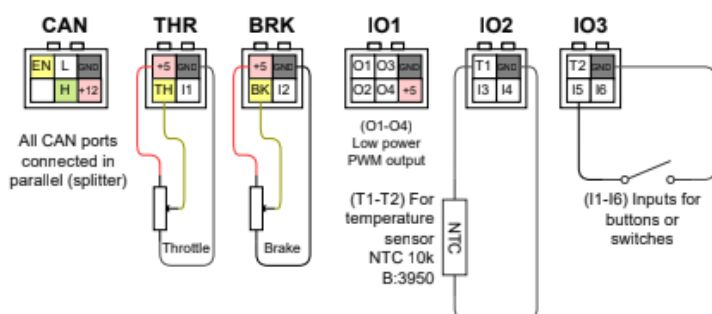 CAN THR BRK IO1 IO2 IO3
EN L GND +5 GND +5 GND O1 O3 GND T1 GND T2 GND
H +12 TH I1 BK I2 O2 O4 +5 I3 I4 I5 I6
All CAN ports
connected in
parallel (splitter)
Throttle
Brake
(O1-O4)
Low power
PWM output
(T1-T2) For
temperature
sensor
NTC 10k
B:3950
NTC
(I1-I6) Inputs for
buttons or
switches